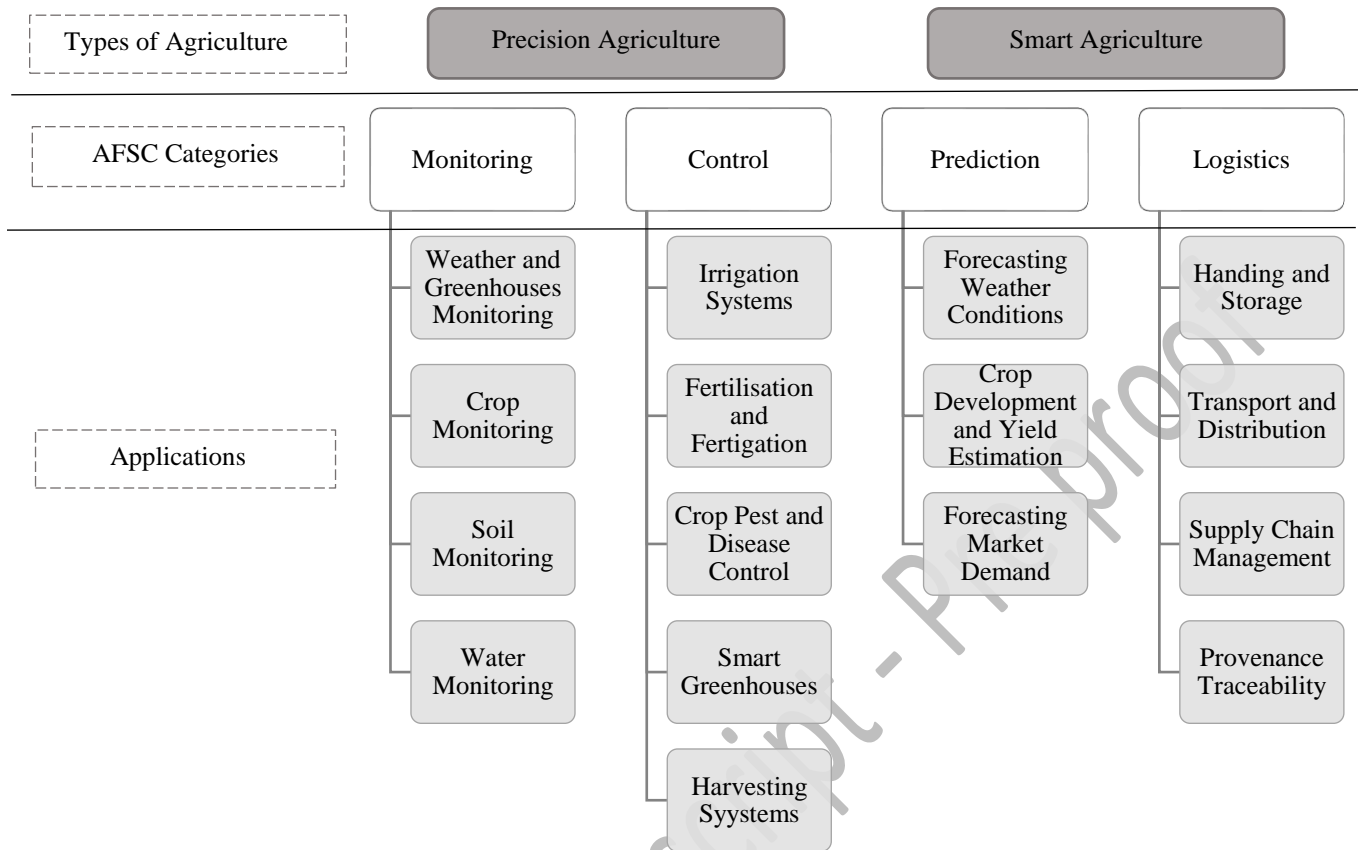 Types of Agriculture
Precision Agriculture
Smart Agriculture
AFSC Categories
Monitoring
Control
Prediction
Logistics
Applications
Weather and
Greenhouses
Monitoring
Crop
Monitoring
Soil
Monitoring
Water
Monitoring
Irrigation
Systems
Fertilisation
and
Fertigation
Crop Pest and
Disease
Control
Smart
Greenhouses
Harvesting
Syystems
Forecasting
Weather
Conditions
Crop
Development
and Yield
Estimation
Forecasting
Market
Demand
Handing and
Storage
Transport and
Distribution
Supply Chain
Management
Provenance
Traceability
script - Pre proof